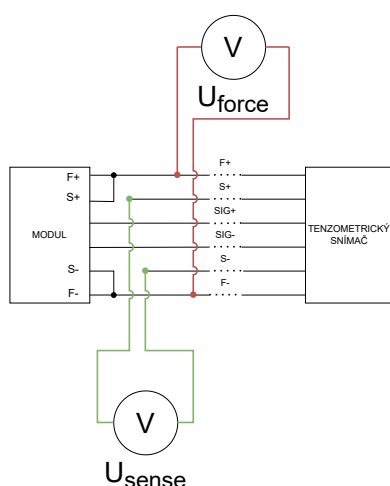 V
Uforce
F+
F+
S+
S+
SIG+
MODUL
SIG-
TENZOMETRICKÝ
SNÍMAČ
S-
S-
F-
F-
V
Usense